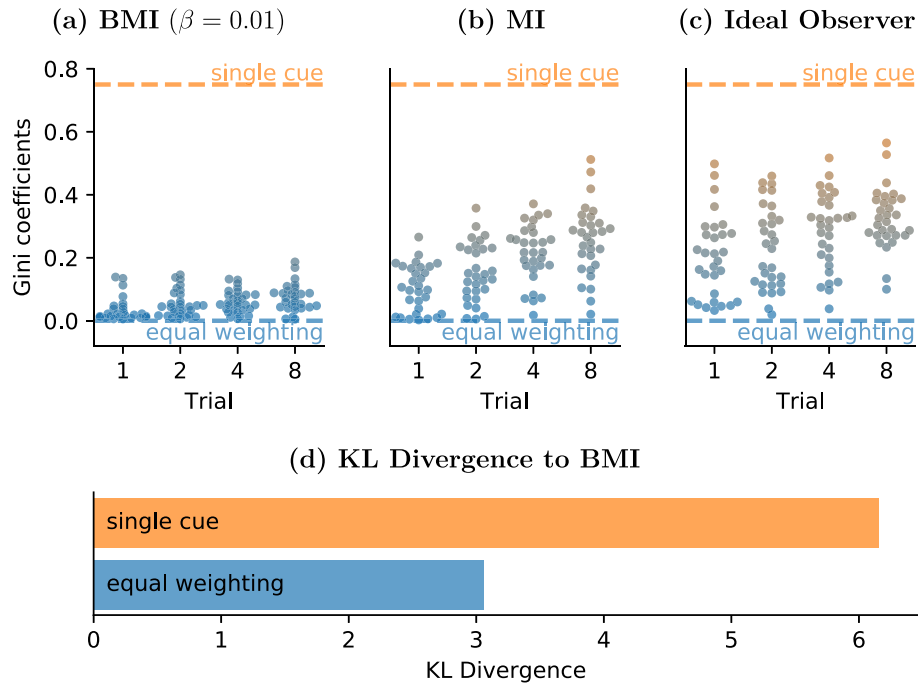 (a) BMI (β = 0.01)
(b) MI
(c) Ideal Observer
0.8
0.6
0.4
0.2
0.0
Gini coefficients
single cue
equal weighting
1 2 4 8
Trial
single cue
equal weighting
1 2 4 8
Trial
single cue
equal weighting
1 2 4 8
Trial
(d) KL Divergence to BMI
single cue
equal weighting
0 1 2 3 4 5 6
KL Divergence